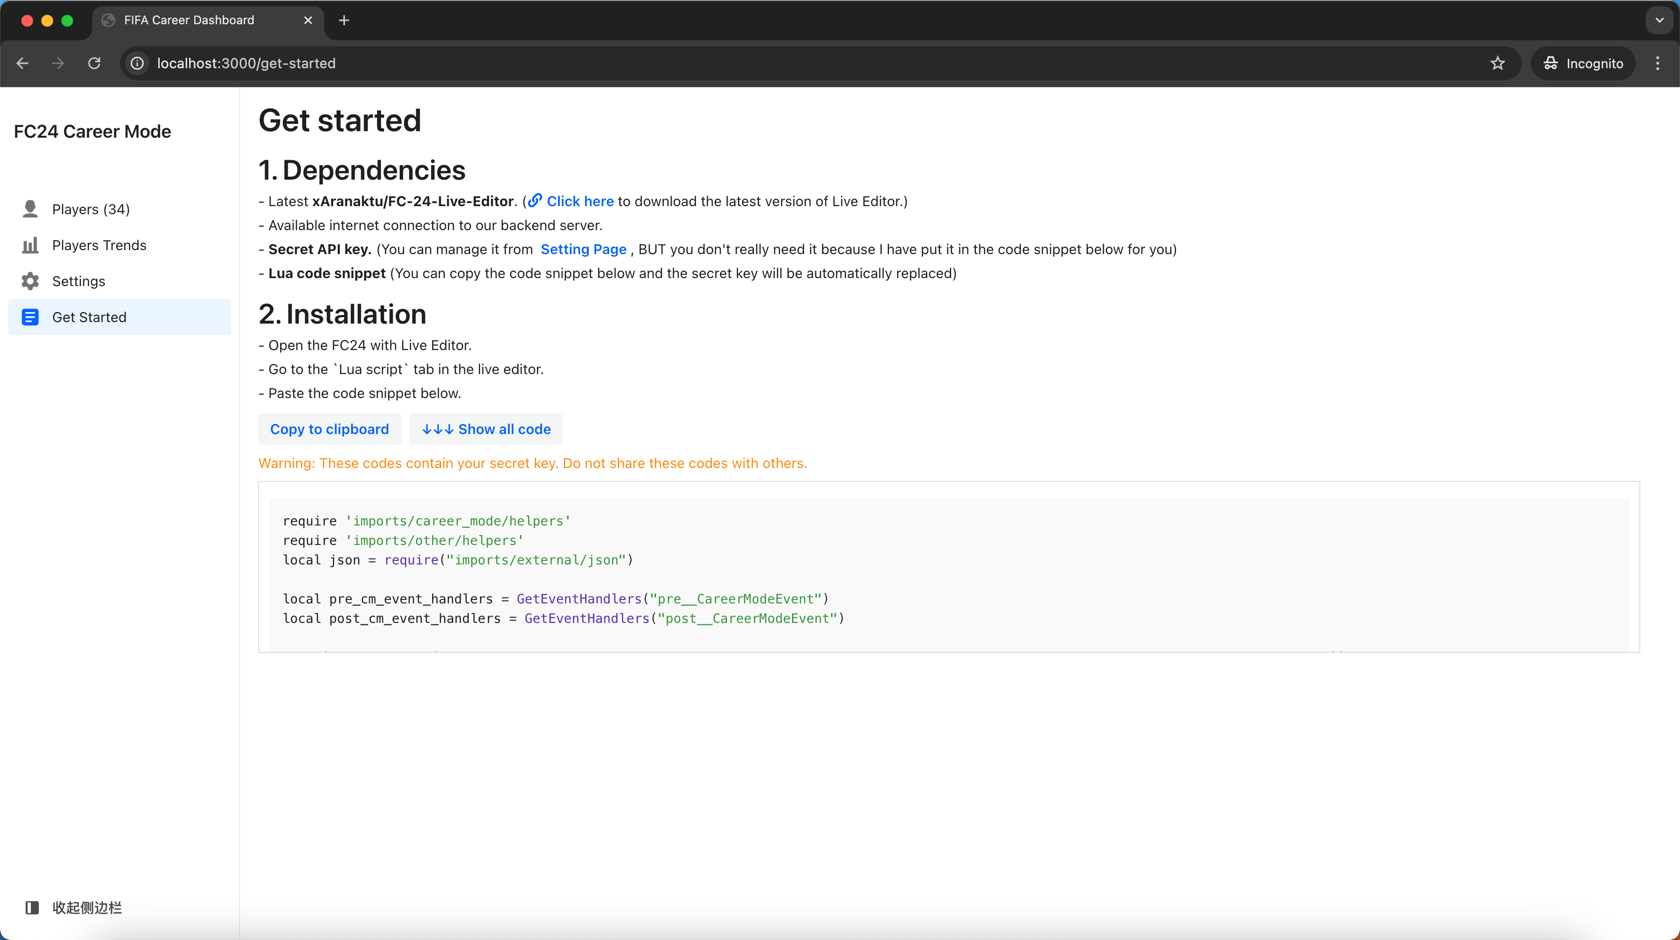 FIFA Career Dashboard
localhost:3000/get-started
Incognito
FC24 Career Mode
Players (34)
Players Trends
Settings
Get Started
收起侧边栏
Get started
1. Dependencies
- Latest xAranaktu/FC-24-Live-Editor. (Click here to download the latest version of Live Editor.)
- Available internet connection to our backend server.
- Secret API key. (You can manage it from Setting Page , BUT you don't really need it because I have put it in the code snippet below for you)
- Lua code snippet (You can copy the code snippet below and the secret key will be automatically replaced)
2. Installation
- Open the FC24 with Live Editor.
- Go to the `Lua script` tab in the live editor.
- Paste the code snippet below.
Copy to clipboard
↓↓↓ Show all code
Warning: These codes contain your secret key. Do not share these codes with others.
require 'imports/career_mode/helpers'
require 'imports/other/helpers'
local json = require("imports/external/json")
local pre_cm_event_handlers = GetEventHandlers("pre__CareerModeEvent")
local post_cm_event_handlers = GetEventHandlers("post__CareerModeEvent")